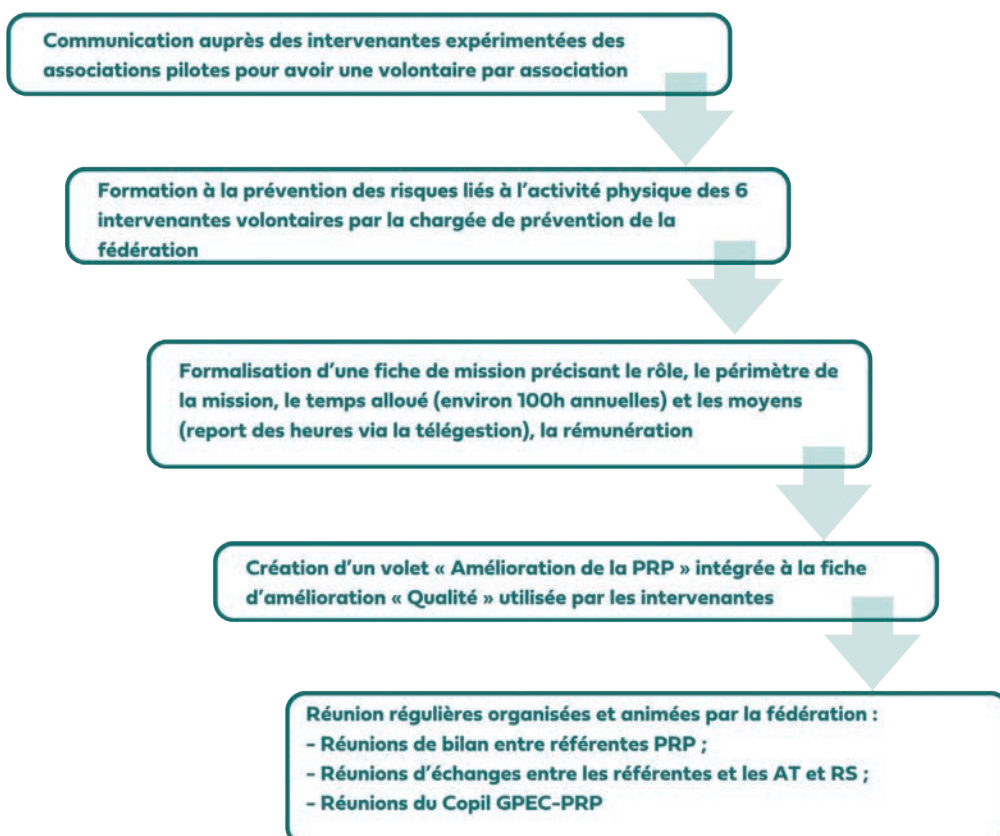 Communication auprès des intervenantes expérimentées des
associations pilotes pour avoir une volontaire par association
Formation à la prévention des risques liés à l'activité physique des 6
intervenantes volontaires par la chargée de prévention de la
fédération
Formalisation d'une fiche de mission précisant le rôle, le périmètre de
la mission, le temps alloué (environ 100h annuelles) et les moyens
(report des heures via la télégestion), la rémunération
Création d'un volet « Amélioration de la PRP » intégrée à la fiche
d'amélioration « Qualité » utilisée par les intervenantes
Réunion régulières organisées et animées par la fédération :
- Réunions de bilan entre référentes PRP ;
- Réunions d'échanges entre les référentes et les AT et RS ;
- Réunions du Copil GPEC-PRP